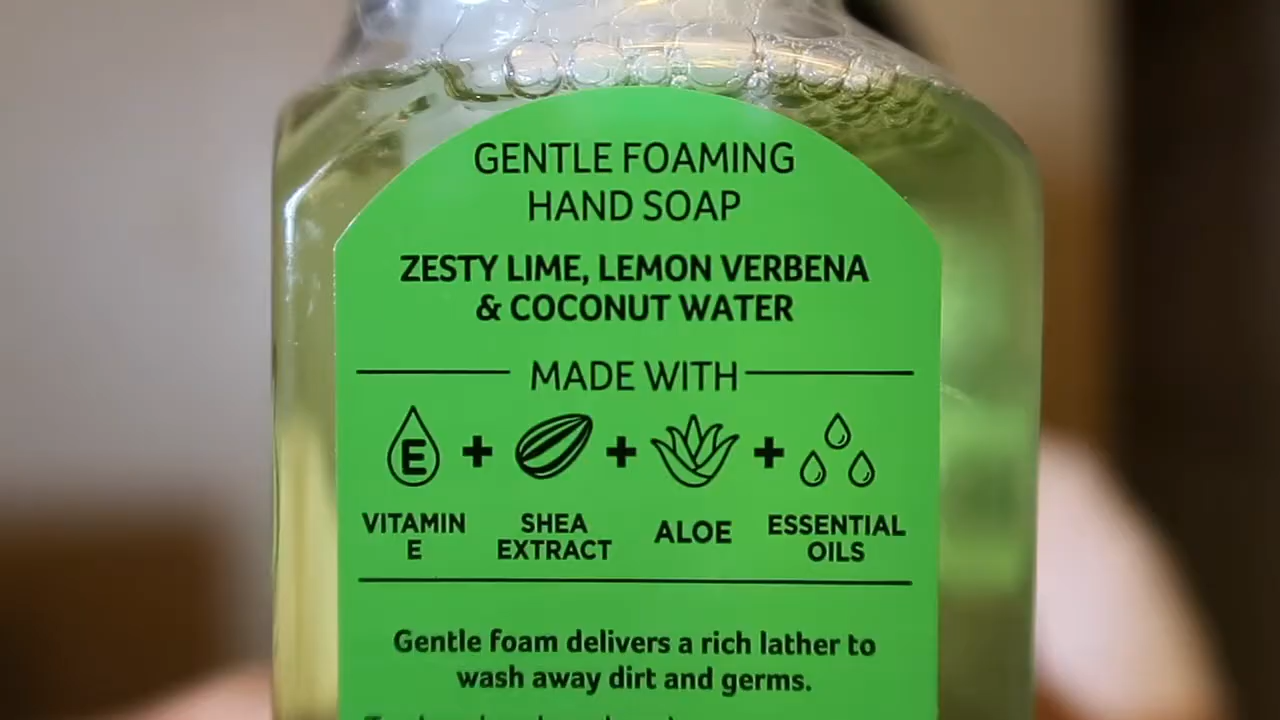 GENTLE FOAMING
HAND SOAP
ZESTY LIME, LEMON VERBENA
& COCONUT WATER
MADE WITH
E + + +
VITAMIN E
SHEA EXTRACT
ALOE
ESSENTIAL OILS
Gentle foam delivers a rich lather to
wash away dirt and germs.